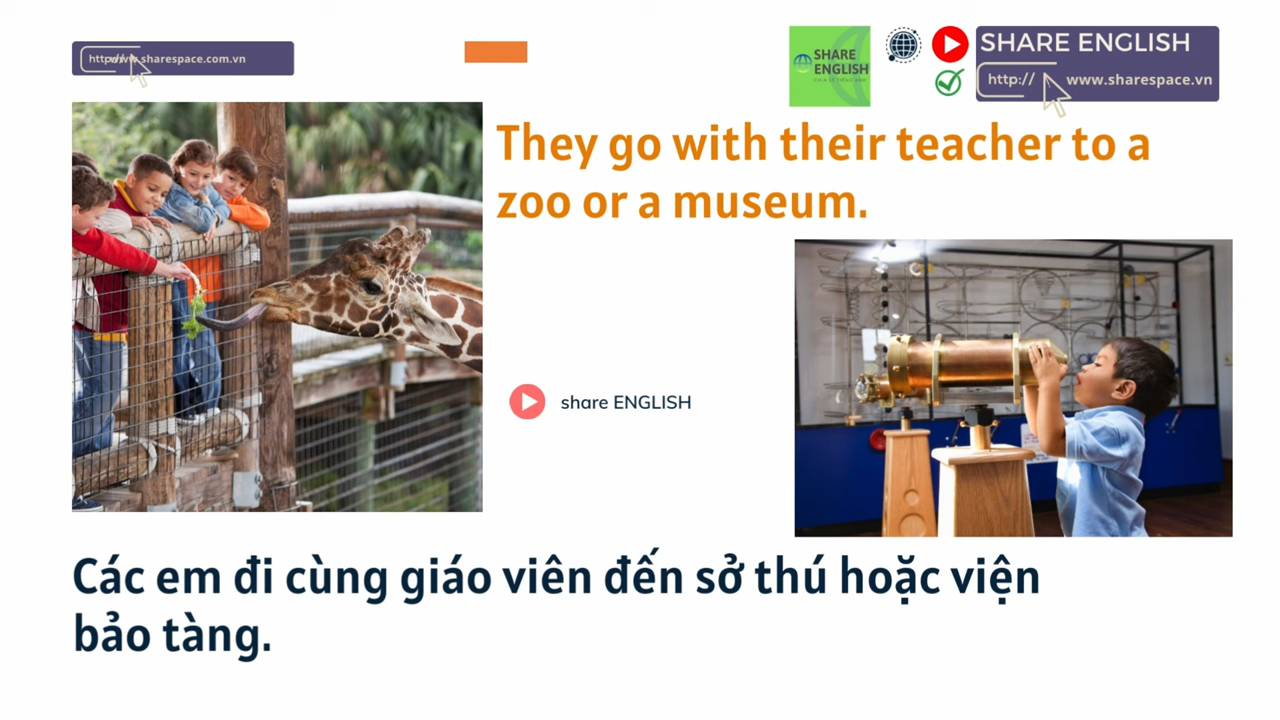 www.sharespace.com.vn
SHARE ENGLISH
SHARE
ENGLISH
http:// www.sharespace.vn
They go with their teacher to a
zoo or a museum.
share ENGLISH
Các em đi cùng giáo viên đến sở thú hoặc viện
bảo tàng.